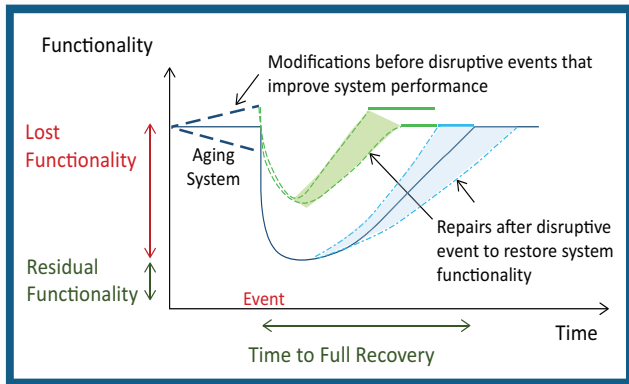 Functionality
Modifications before disruptive events that
improve system performance
Lost
Functionality
Aging
System
Repairs after disruptive
event to restore system
functionality
Residual
Functionality
Event
Time
Time to Full Recovery